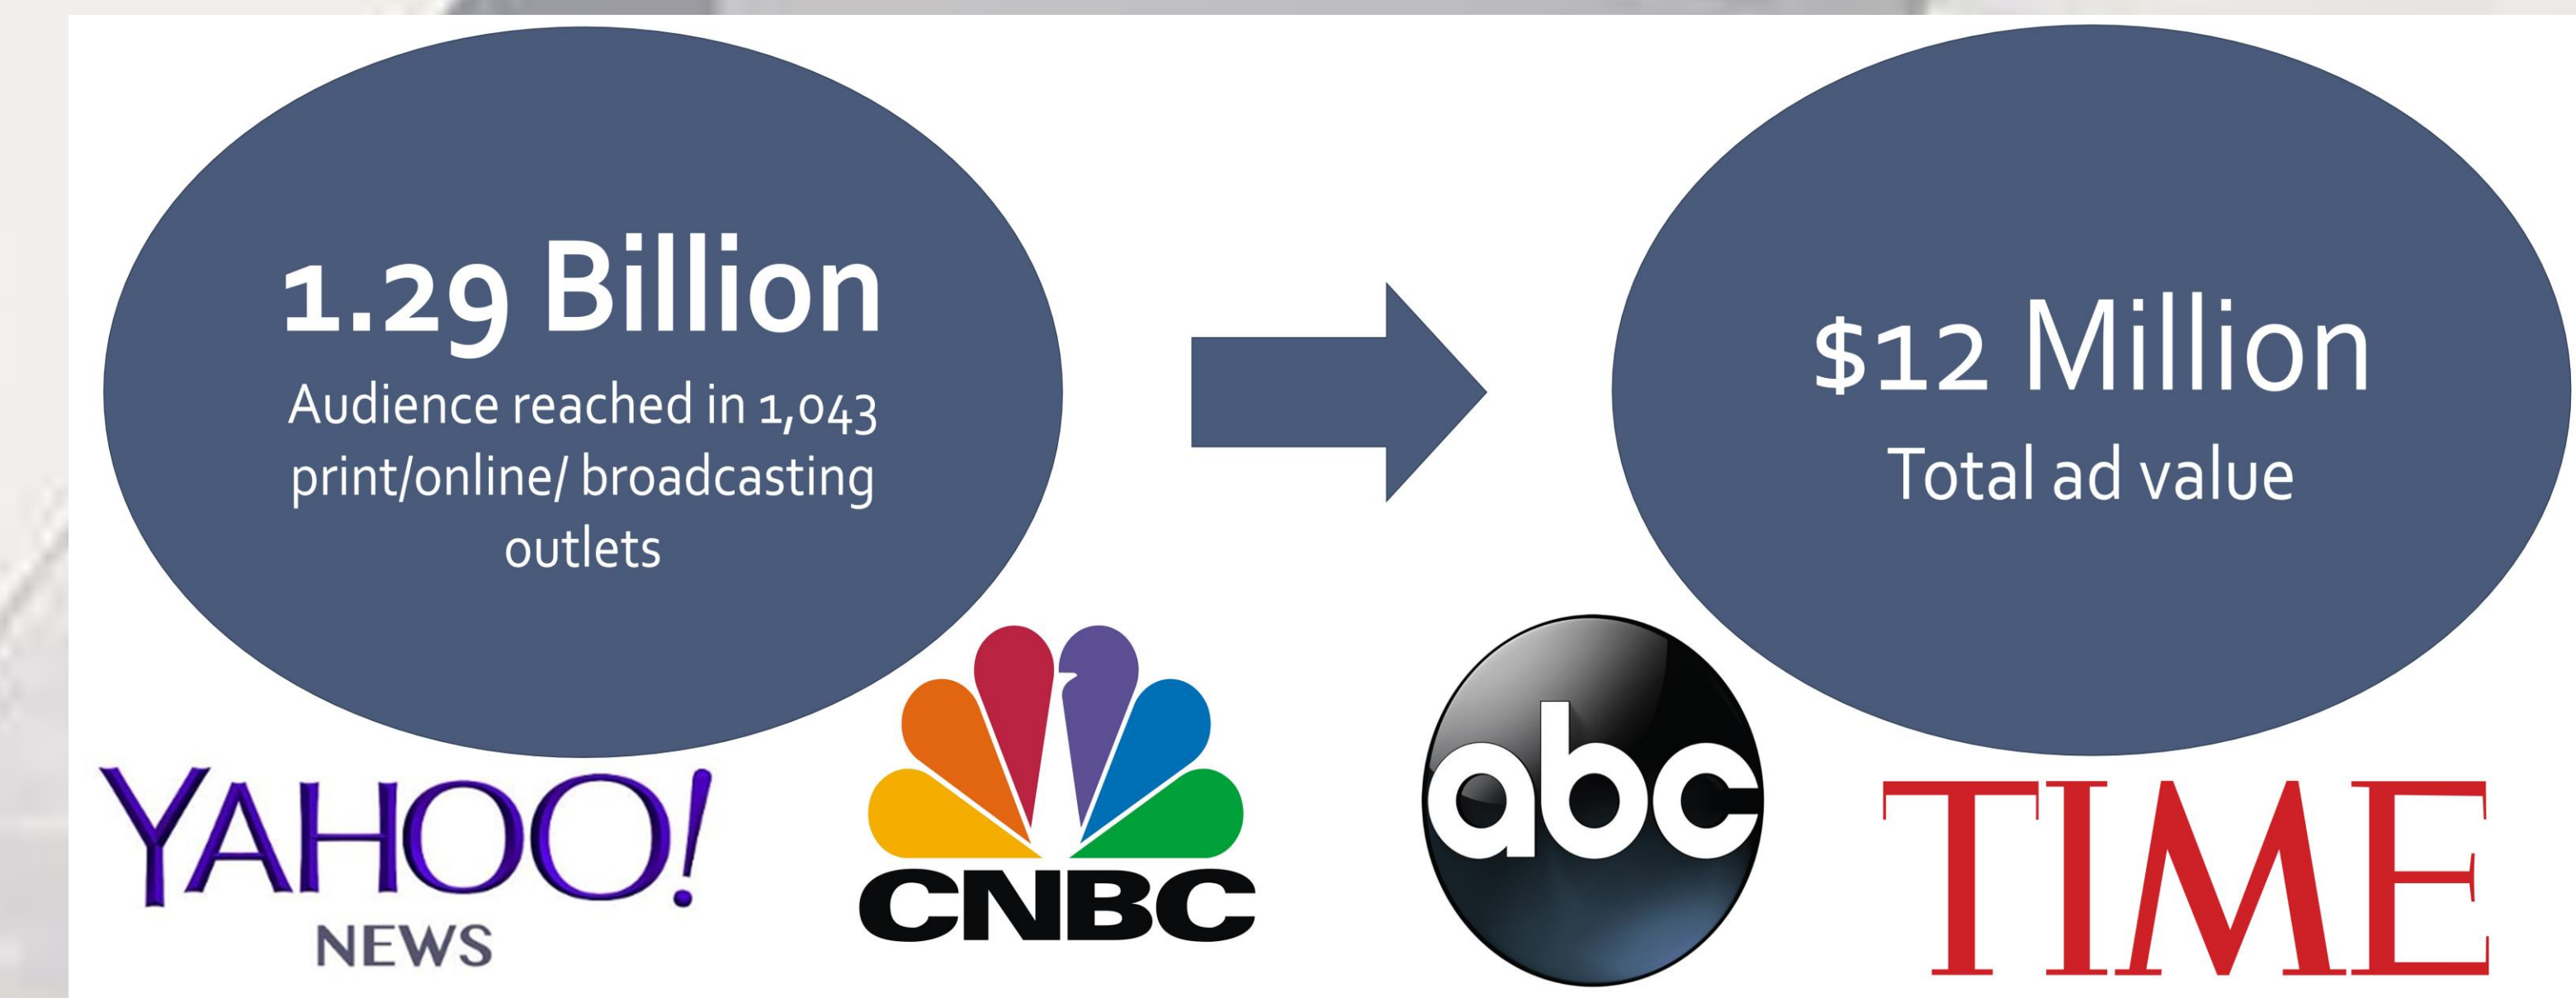 1.29 Billion
Audience reached in 1,043
print/online/ broadcasting
outlets
$12 Million
Total ad value
YAHOO!
NEWS
CNBC
abc
TIME